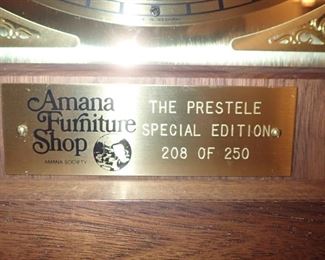 Amana
Furniture
Shop
AMANA SOCIETY
THE PRESTELE
SPECIAL EDITION
208 OF 250